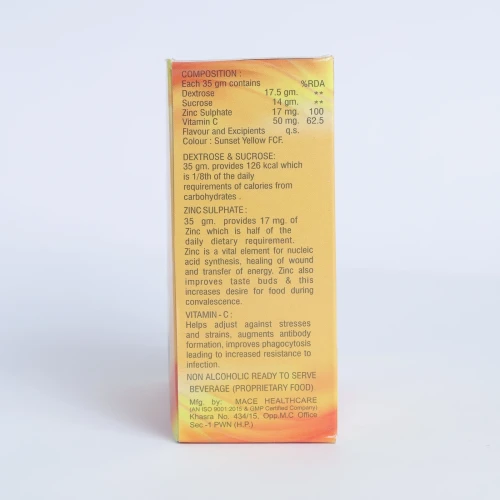 COMPOSITION :
Each 35 gm contains %RDA
Dextrose 17.5 gm. **
Sucrose 14 gm. **
Zinc Sulphate 17 mg. 100
Vitamin C 50 mg. 62.5
Flavour and Excipients q.s.
Colour : Sunset Yellow FCF.
DEXTROSE & SUCROSE:
35 gm. provides 126 kcal which
is 1/8th of the daily
requirements of calories from
carbohydrates .
ZINC SULPHATE :
35 gm. provides 17 mg. of
Zinc which is half of the
daily dietary requirement.
Zinc is a vital element for nucleic
acid synthesis, healing of wound
and transfer of energy. Zinc also
improves taste buds & this
increases desire for food during
convalescence.
VITAMIN - C :
Helps adjust against stresses
and strains, augments antibody
formation, improves phagocytosis
leading to increased resistance to
infection.
NON ALCOHOLIC READY TO SERVE
BEVERAGE (PROPRIETARY FOOD)
Mfg. by: MACE HEALTHCARE
(AN ISO 9001:2015 & GMP Certified Company)
Khasra No. 434/15, Opp.M.C Office
Sec.-1 PWN (H.P.)